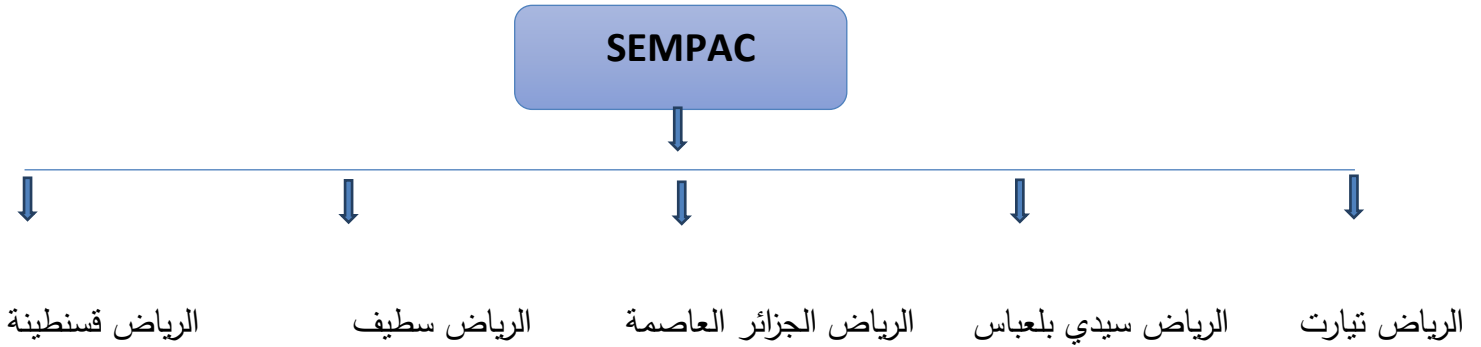 SEMPAC
الرياض تيارت
الرياض سيدي بلعباس
الرياض الجزائر العاصمة
الرياض سطيف
الرياض قسنطينة